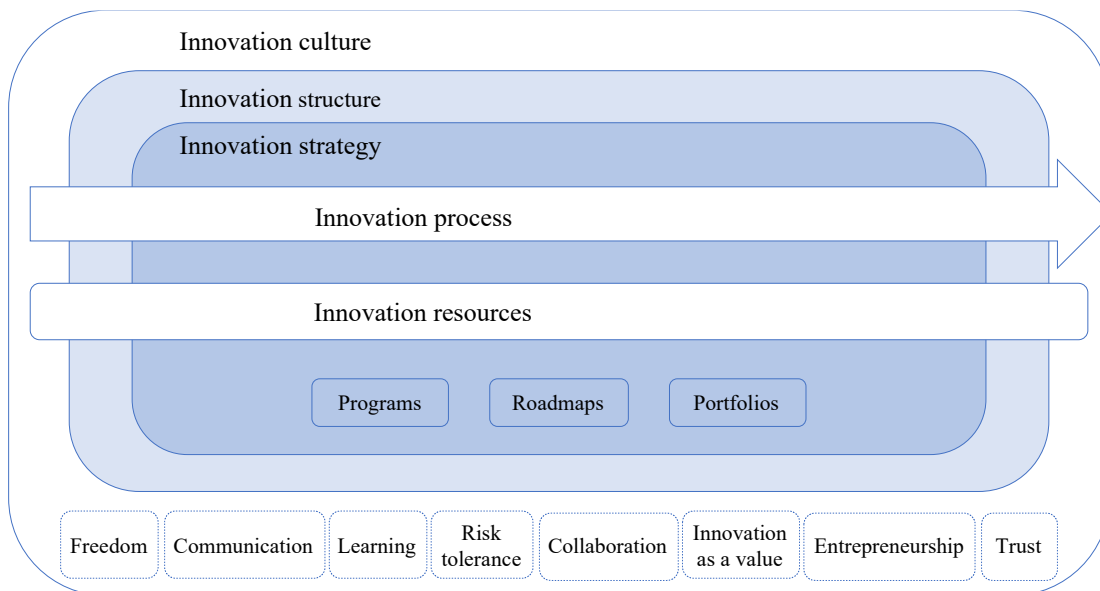 Innovation culture
Innovation structure
Innovation strategy
Innovation process
Innovation resources
Programs
Roadmaps
Portfolios
Freedom
Communication
Learning
Risk
tolerance
Collaboration
Innovation
as a value
Entrepreneurship
Trust